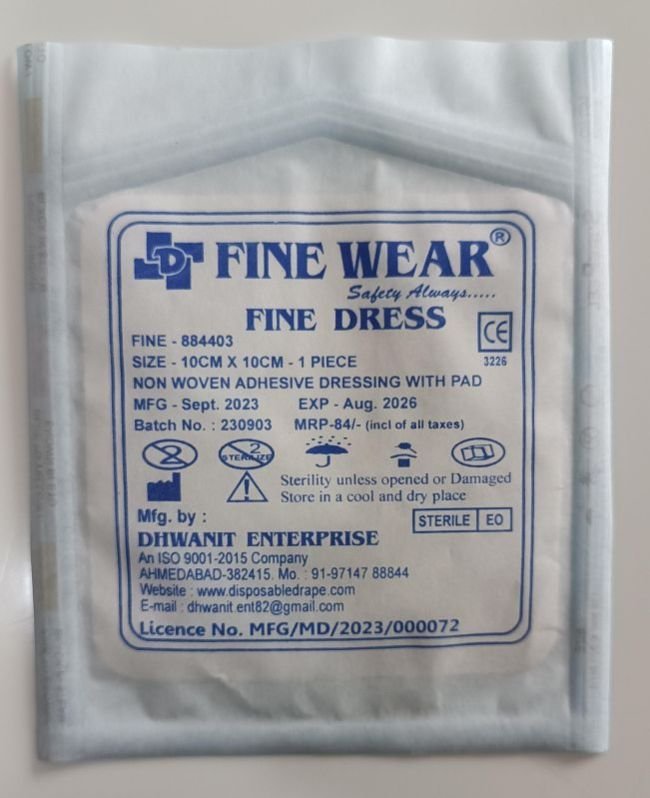 D FINE WEAR®
Safety Always.....
FINE DRESS
FINE - 884403
CE
SIZE - 10CM X 10CM - 1 PIECE
3226
NON WOVEN ADHESIVE DRESSING WITH PAD
MFG - Sept. 2023 EXP - Aug. 2026
Batch No. : 230903 MRP-84/- (incl of all taxes)
2
2
STERILIZE
Sterility unless opened or Damaged
Store in a cool and dry place
Mfg. by :
STERILE EO
DHWANIT ENTERPRISE
An ISO 9001-2015 Company
AHMEDABAD-382415. Mo. : 91-97147 88844
Website : www.disposabledrape.com
E-mail : dhwanit.ent82@gmail.com
Licence No. MFG/MD/2023/000072